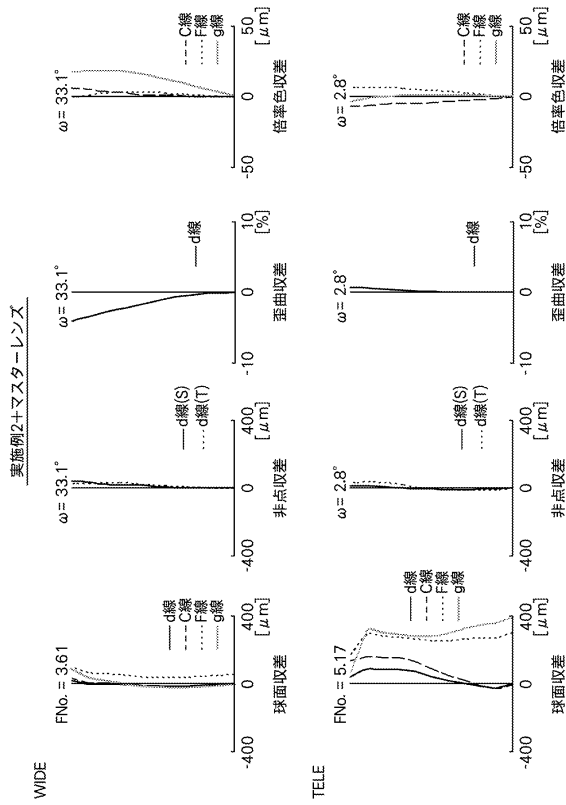 実施例2+マスターレンズ
WIDE
FNo. = 3.61
d線
C線
F線
g線
-400 0 400
[μm]
球面収差
ω = 33.1°
d線(S)
d線(T)
-400 0 400
[μm]
非点収差
ω = 33.1°
d線
-10 0 10
[%]
歪曲収差
ω = 33.1°
C線
F線
g線
-50 0 50
[μm]
倍率色収差
TELE
FNo. = 5.17
d線
C線
F線
g線
-400 0 400
[μm]
球面収差
ω = 2.8°
d線(S)
d線(T)
-400 0 400
[μm]
非点収差
ω = 2.8°
d線
-10 0 10
[%]
歪曲収差
ω = 2.8°
C線
F線
g線
-50 0 50
[μm]
倍率色収差